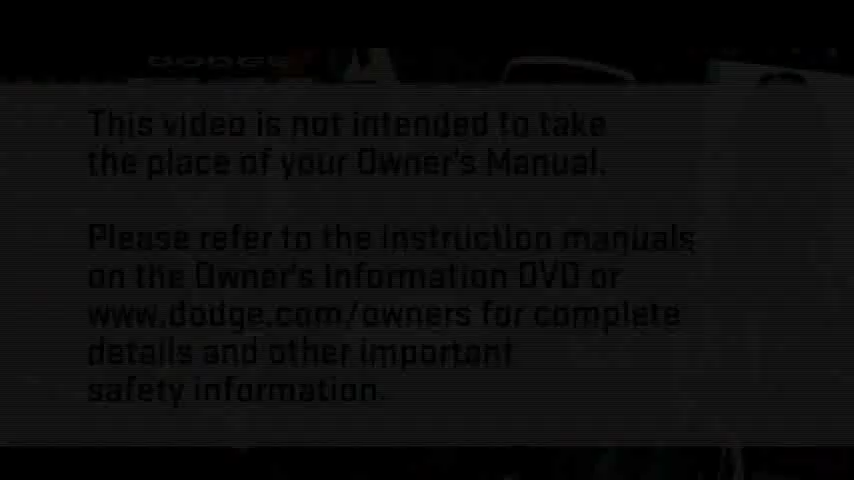 DODGE
This video is not intended to take
the place of your Owner's Manual.
Please refer to the instruction manuals
on the Owner's Information DVD or
www.dodge.com/owners for complete
details and other important
safety information.